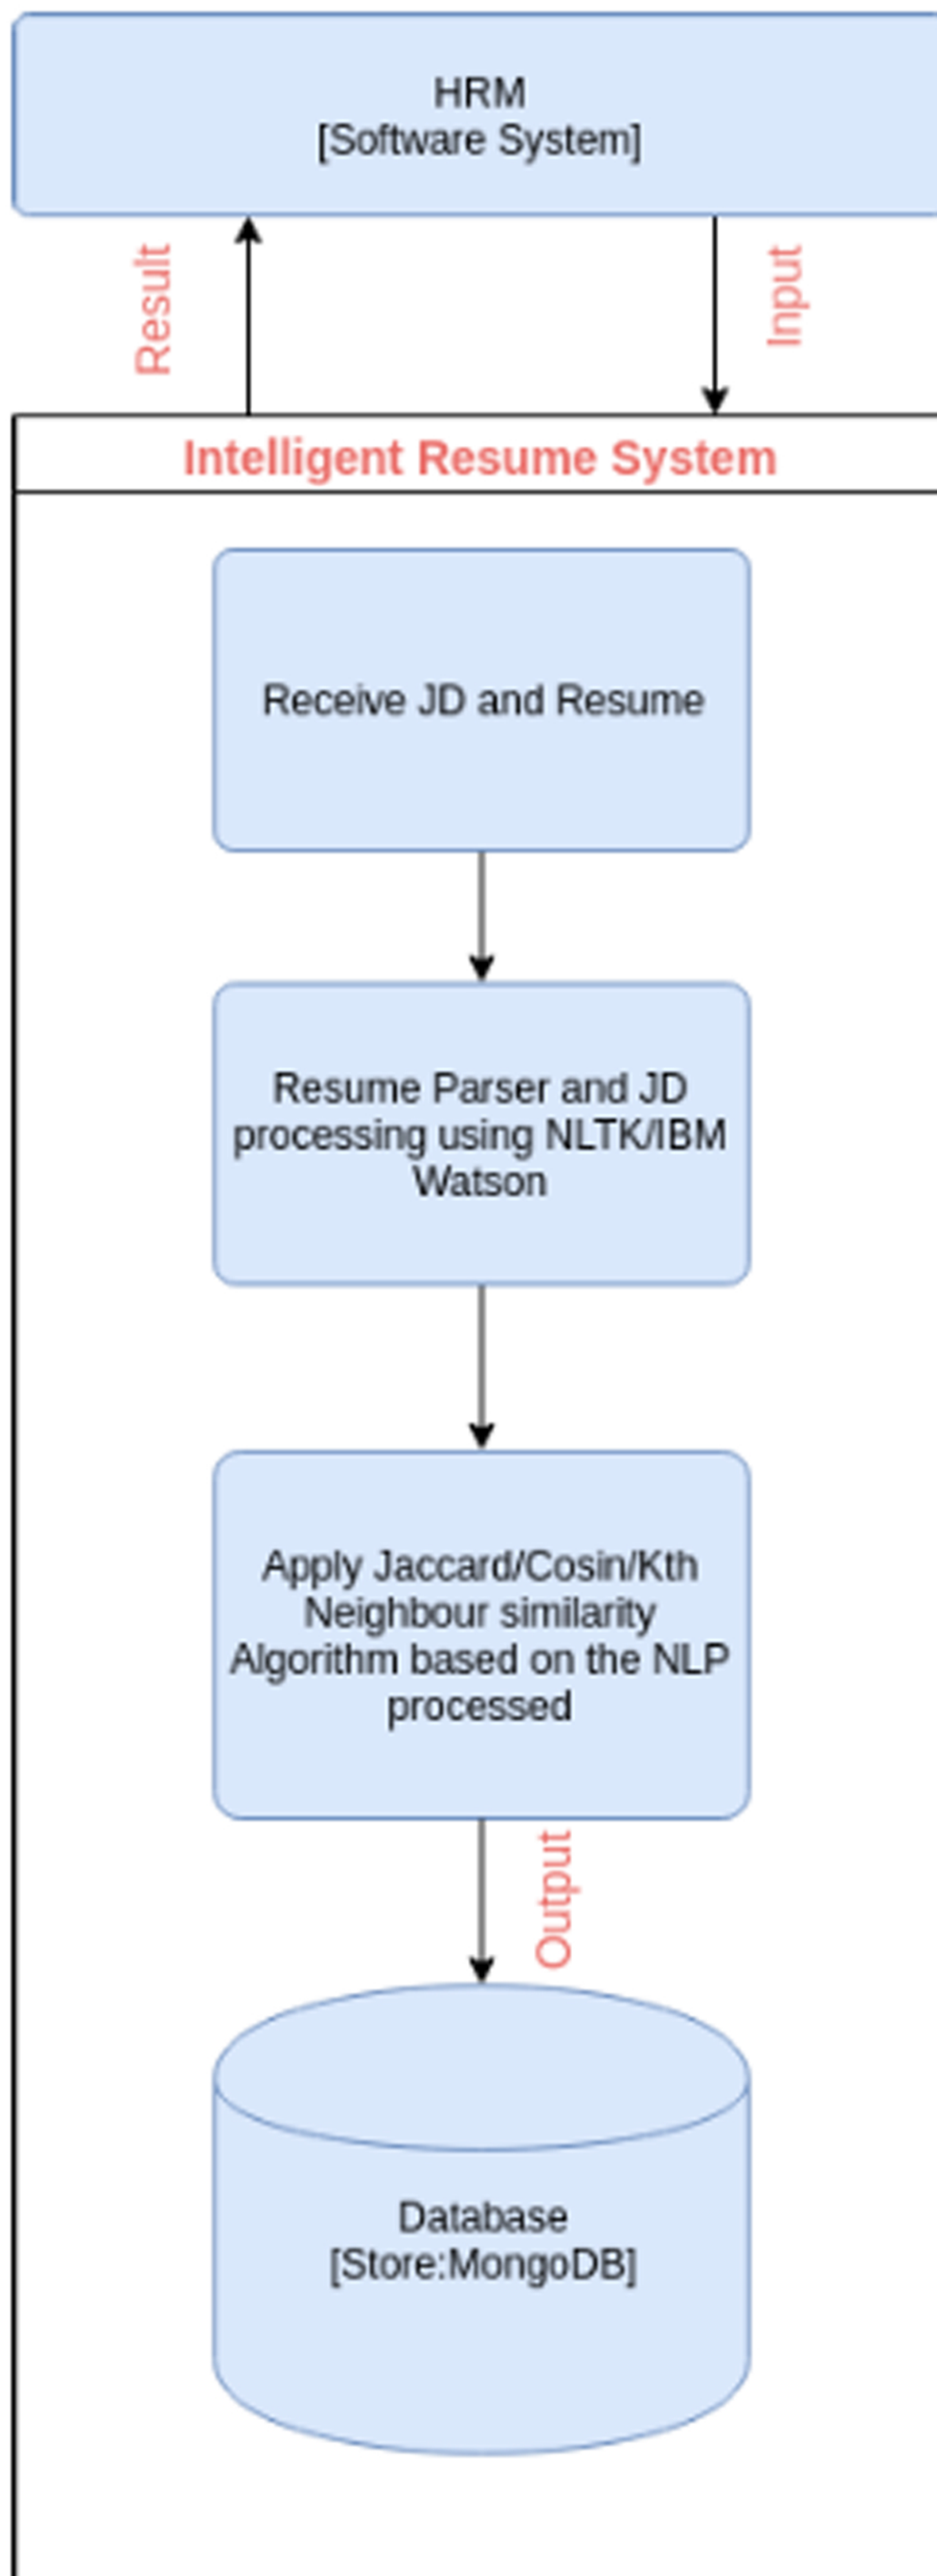 HRM
[Software System]
Result
Input
Intelligent Resume System
Receive JD and Resume
Resume Parser and JD
processing using NLTK/IBM
Watson
Apply Jaccard/Cosin/Kth
Neighbour similarity
Algorithm based on the NLP
processed
Output
Database
[Store:MongoDB]